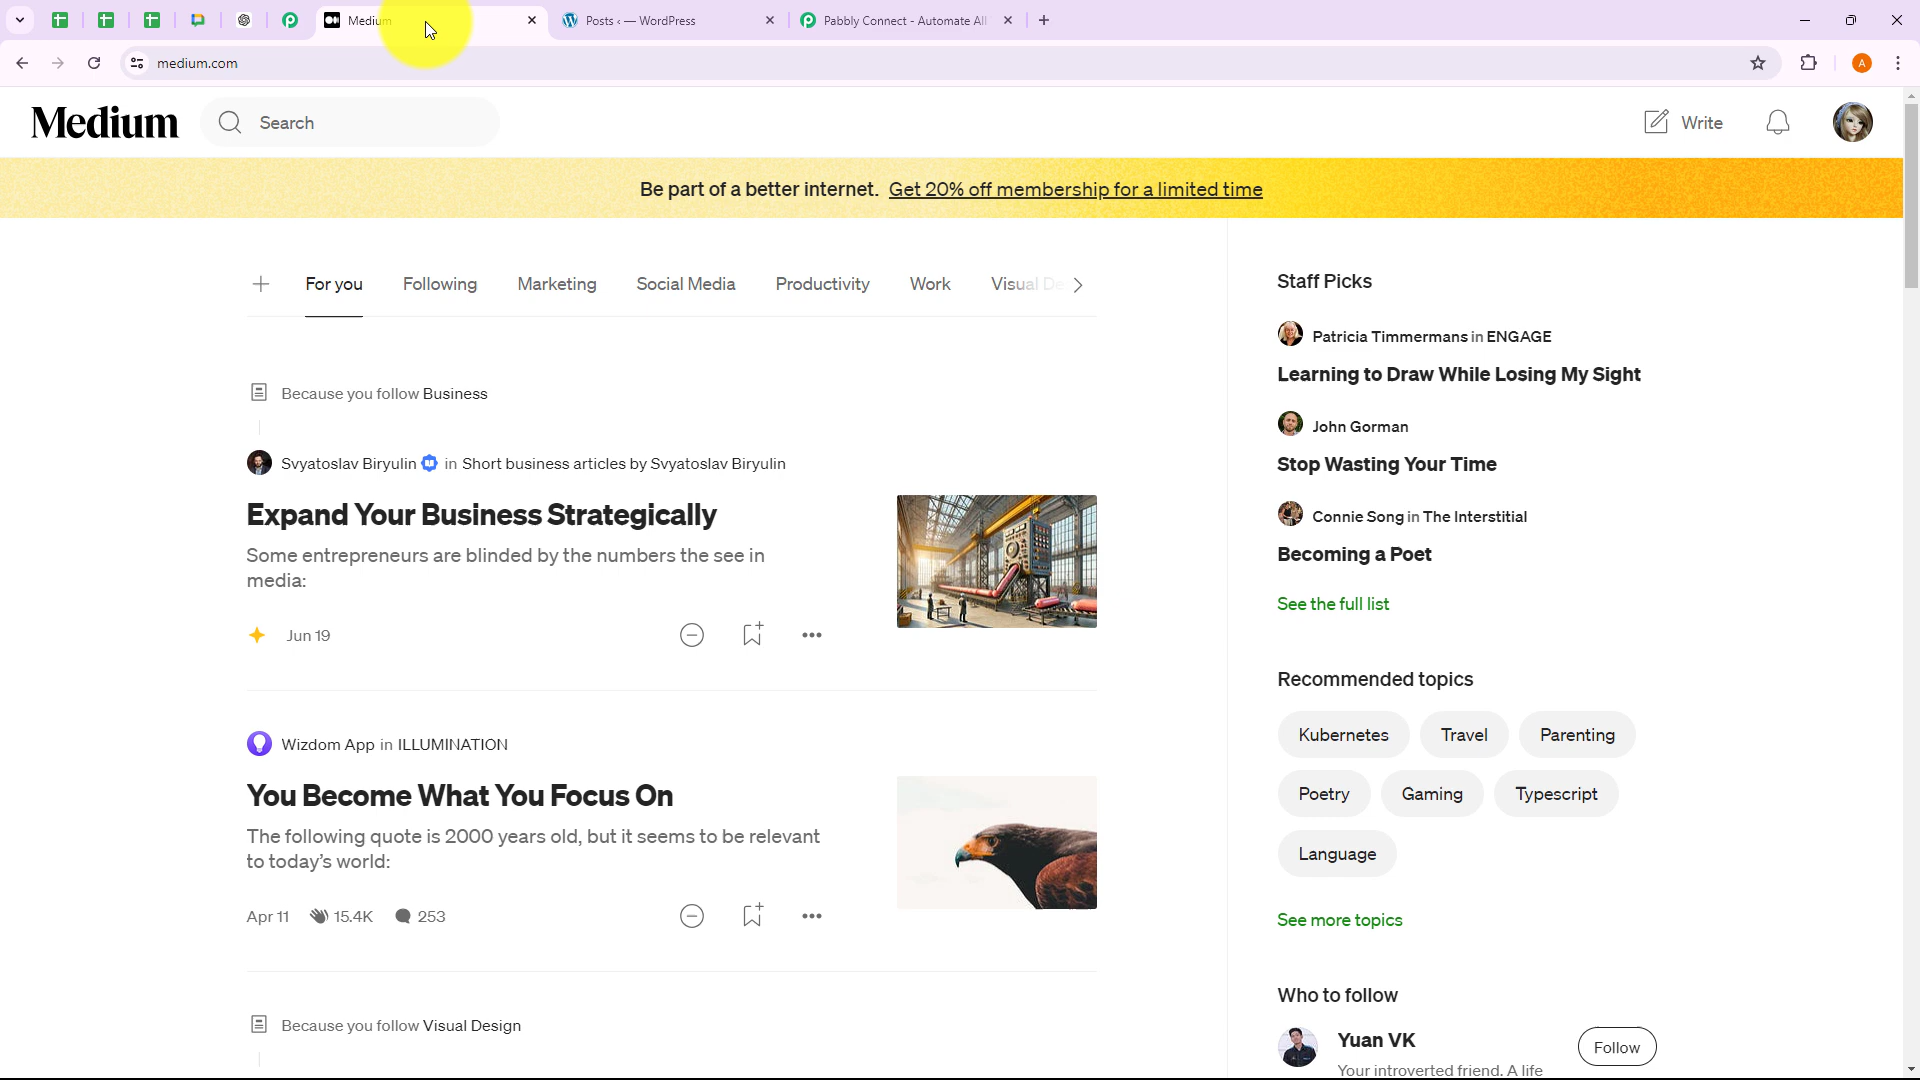 Medium
Posts ‹ — WordPress
Pabbly Connect - Automate All
medium.com
A
Medium
Search
Write
Be part of a better internet. Get 20% off membership for a limited time
For you
Following
Marketing
Social Media
Productivity
Work
Visual De
Because you follow Business
Svyatoslav Biryulin in Short business articles by Svyatoslav Biryulin
Expand Your Business Strategically
Some entrepreneurs are blinded by the numbers the see in
media:
Jun 19
Wizdom App in ILLUMINATION
You Become What You Focus On
The following quote is 2000 years old, but it seems to be relevant
to today’s world:
Apr 11 15.4K 253
Because you follow Visual Design
Staff Picks
Patricia Timmermans in ENGAGE
Learning to Draw While Losing My Sight
John Gorman
Stop Wasting Your Time
Connie Song in The Interstitial
Becoming a Poet
See the full list
Recommended topics
Kubernetes
Travel
Parenting
Poetry
Gaming
Typescript
Language
See more topics
Who to follow
Yuan VK
Follow
Your introverted friend. A life